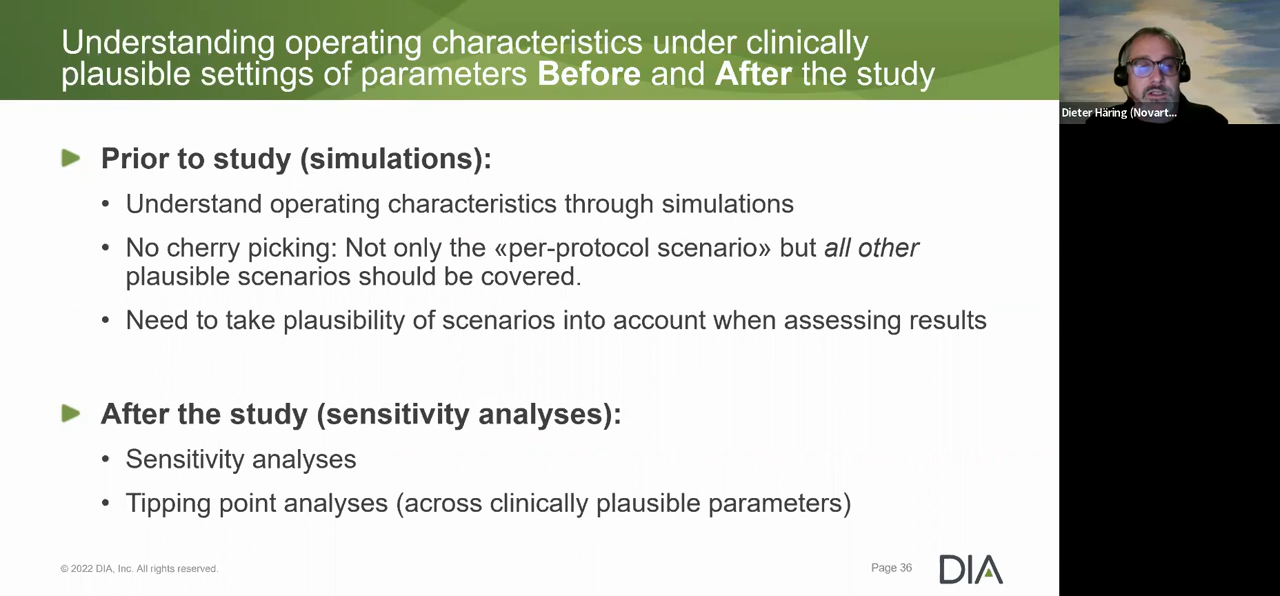 Understanding operating characteristics under clinically
plausible settings of parameters Before and After the study
Dieter Häring (Novart...
Prior to study (simulations):
• Understand operating characteristics through simulations
• No cherry picking: Not only the «per-protocol scenario» but all other
plausible scenarios should be covered.
• Need to take plausibility of scenarios into account when assessing results
After the study (sensitivity analyses):
• Sensitivity analyses
• Tipping point analyses (across clinically plausible parameters)
© 2022 DIA, Inc. All rights reserved.
Page 36
DIA